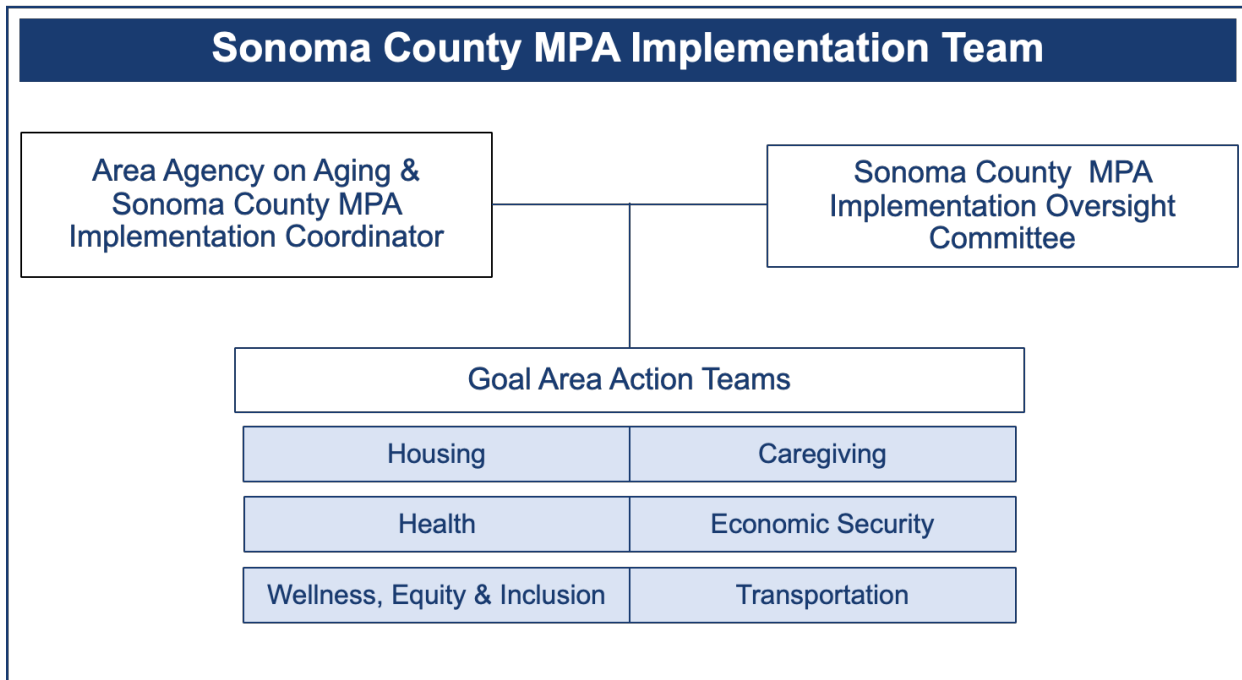 Sonoma County MPA Implementation Team
Area Agency on Aging &
Sonoma County MPA
Implementation Coordinator
Sonoma County  MPA
Implementation Oversight
Committee
Goal Area Action Teams
Housing
Caregiving
Health
Economic Security
Wellness, Equity & Inclusion
Transportation